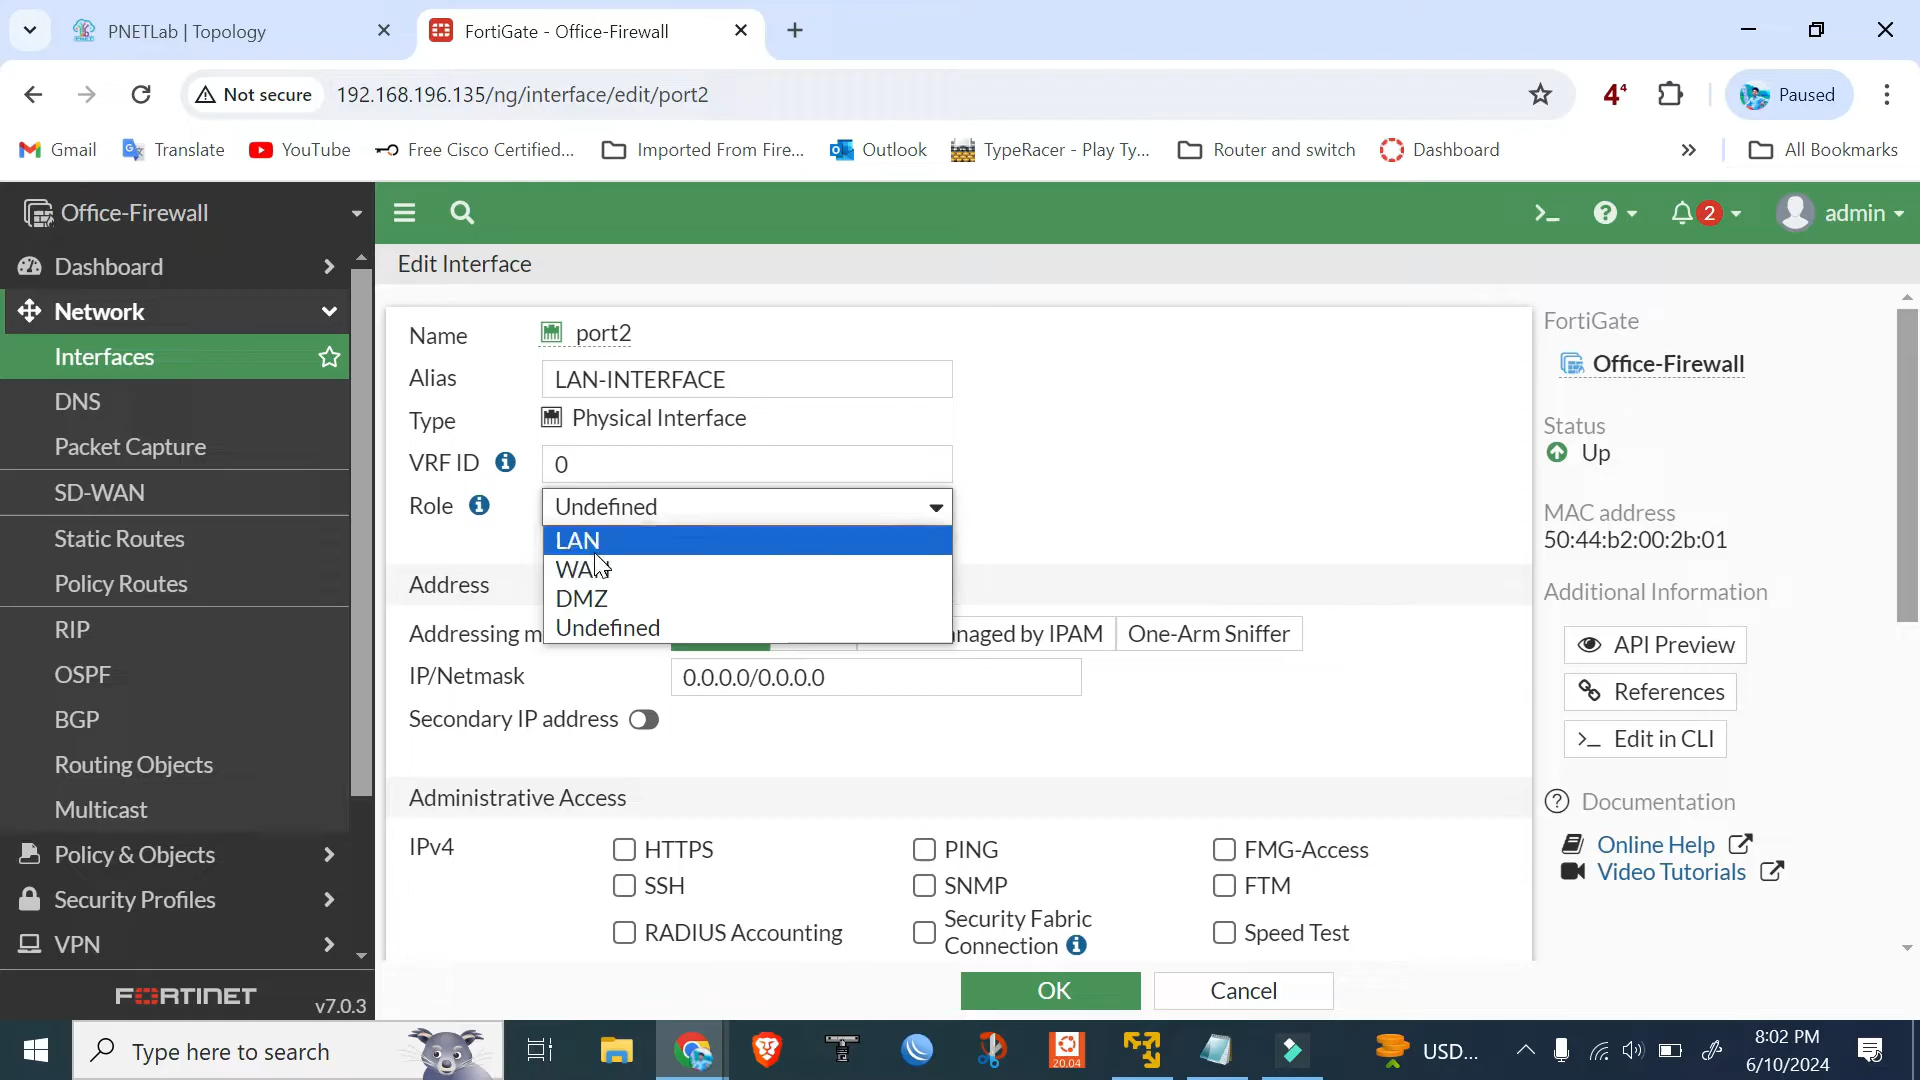 PNETLab | Topology
FortiGate - Office-Firewall
Not secure
192.168.196.135/ng/interface/edit/port2
4⁴
Paused
Gmail
Translate
YouTube
Free Cisco Certified...
Imported From Fire...
Outlook
TypeRacer - Play Ty...
Router and switch
Dashboard
All Bookmarks
Office-Firewall
2
admin
Dashboard
Network
Interfaces
DNS
Packet Capture
SD-WAN
Static Routes
Policy Routes
RIP
OSPF
BGP
Routing Objects
Multicast
Policy & Objects
Security Profiles
VPN
FORTINET
v7.0.3
Edit Interface
Name port2
Alias LAN-INTERFACE
Type Physical Interface
VRF ID 0
Role Undefined
LAN
WAN
DMZ
Undefined
Address
Addressing m
anaged by IPAM One-Arm Sniffer
IP/Netmask 0.0.0.0/0.0.0.0
Secondary IP address
Administrative Access
IPv4
HTTPS PING FMG-Access
SSH SNMP FTM
RADIUS Accounting Security Fabric Connection Speed Test
OK Cancel
FortiGate
Office-Firewall
Status
Up
MAC address
50:44:b2:00:2b:01
Additional Information
API Preview
References
>_ Edit in CLI
Documentation
Online Help
Video Tutorials
Type here to search
20.04
USD...
8:02 PM
6/10/2024